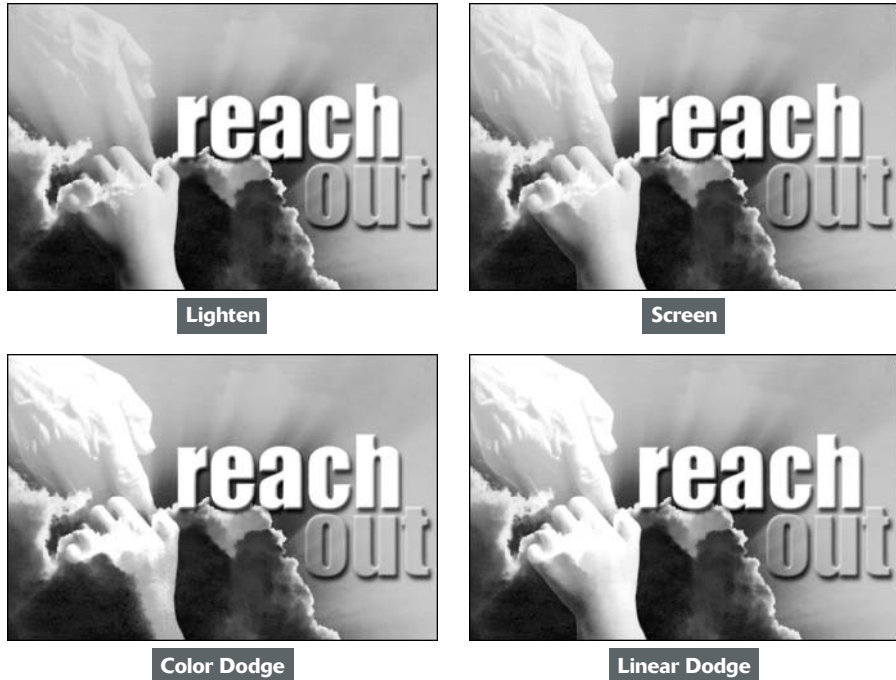 reach
out
reach
out
Lighten
Screen
reach
out
reach
out
Color Dodge
Linear Dodge